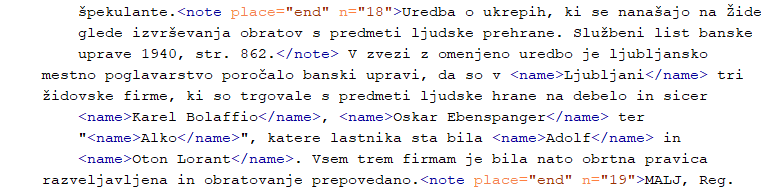 špekulante.<note place="end" n="18">Uredba o ukrepih, ki se nanašajo na Žide
glede izvrševanja obratov s predmeti ljudske prehrane. Službeni list banske
uprave 1940, str. 862.</note> V zvezi z omenjeno uredbo je ljubljansko
mestno poglavarstvo poročalo banski upravi, da so v <name>Ljubljani</name> tri
židovske firme, ki so trgovale s predmeti ljudske hrane na debelo in sicer
<name>Karel Bolaffio</name>, <name>Oskar Ebenspanger</name> ter
"<name>Alko</name>", katere lastnika sta bila <name>Adolf</name> in
<name>Oton Lorant</name>. Vsem trem firmam je bila nato obrtna pravica
razveljavljena in obratovanje prepovedano.<note place="end" n="19">MALJ, Reg.